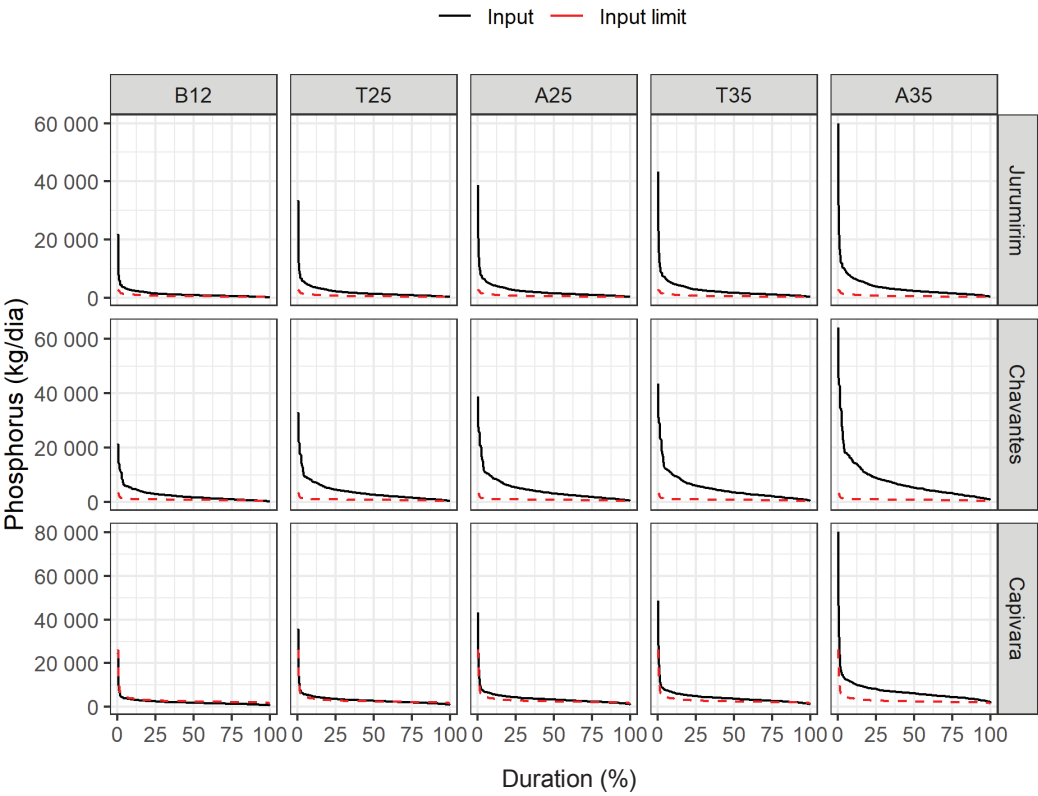 Input Input limit
B12 T25 A25 T35 A35
60 000
40 000
20 000
0
Jurumirim
60 000
40 000
20 000
0
Chavantes
80 000
60 000
40 000
20 000
0
Capivara
Phosphorus (kg/dia)
0 25 50 75 100 0 25 50 75 100 0 25 50 75 100 0 25 50 75 100 0 25 50 75 100
Duration (%)